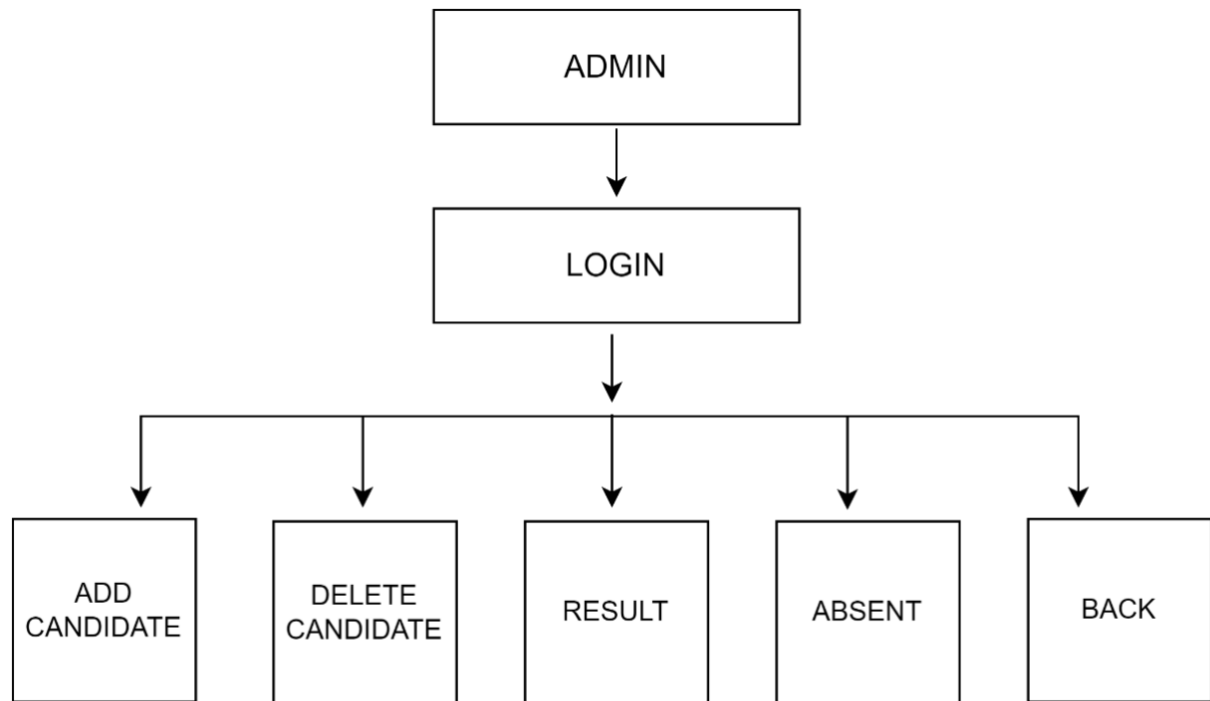 ADMIN
LOGIN
ADD
CANDIDATE
DELETE
CANDIDATE
RESULT
ABSENT
BACK